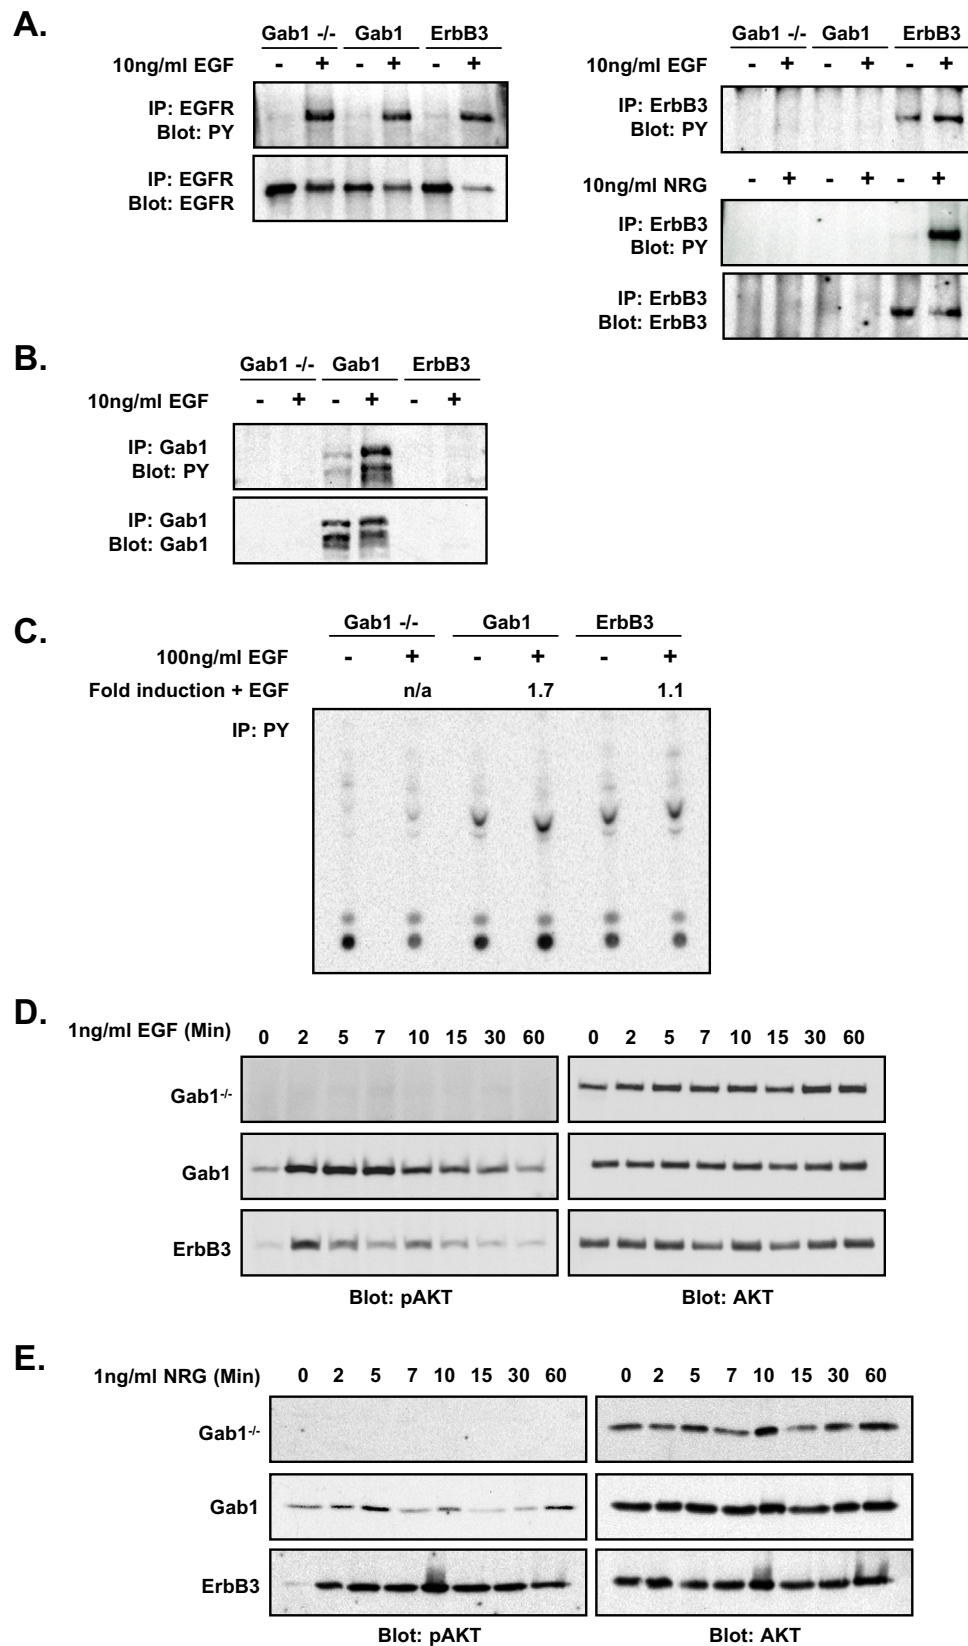 A.
Gab1 -/- Gab1 ErbB3
10ng/ml EGF - + - + - +
IP: EGFR
Blot: PY
IP: EGFR
Blot: EGFR
Gab1 -/- Gab1 ErbB3
10ng/ml EGF - + - + - +
IP: ErbB3
Blot: PY
10ng/ml NRG - + - + - +
IP: ErbB3
Blot: PY
IP: ErbB3
Blot: ErbB3
B.
Gab1 -/- Gab1 ErbB3
10ng/ml EGF - + - + - +
IP: Gab1
Blot: PY
IP: Gab1
Blot: Gab1
C.
Gab1 -/- Gab1 ErbB3
100ng/ml EGF - + - + - +
Fold induction + EGF n/a 1.7 1.1
IP: PY
D.
1ng/ml EGF (Min) 0 2 5 7 10 15 30 60 0 2 5 7 10 15 30 60
Gab1-/-
Gab1
ErbB3
Blot: pAKT Blot: AKT
E.
1ng/ml NRG (Min) 0 2 5 7 10 15 30 60 0 2 5 7 10 15 30 60
Gab1-/-
Gab1
ErbB3
Blot: pAKT Blot: AKT